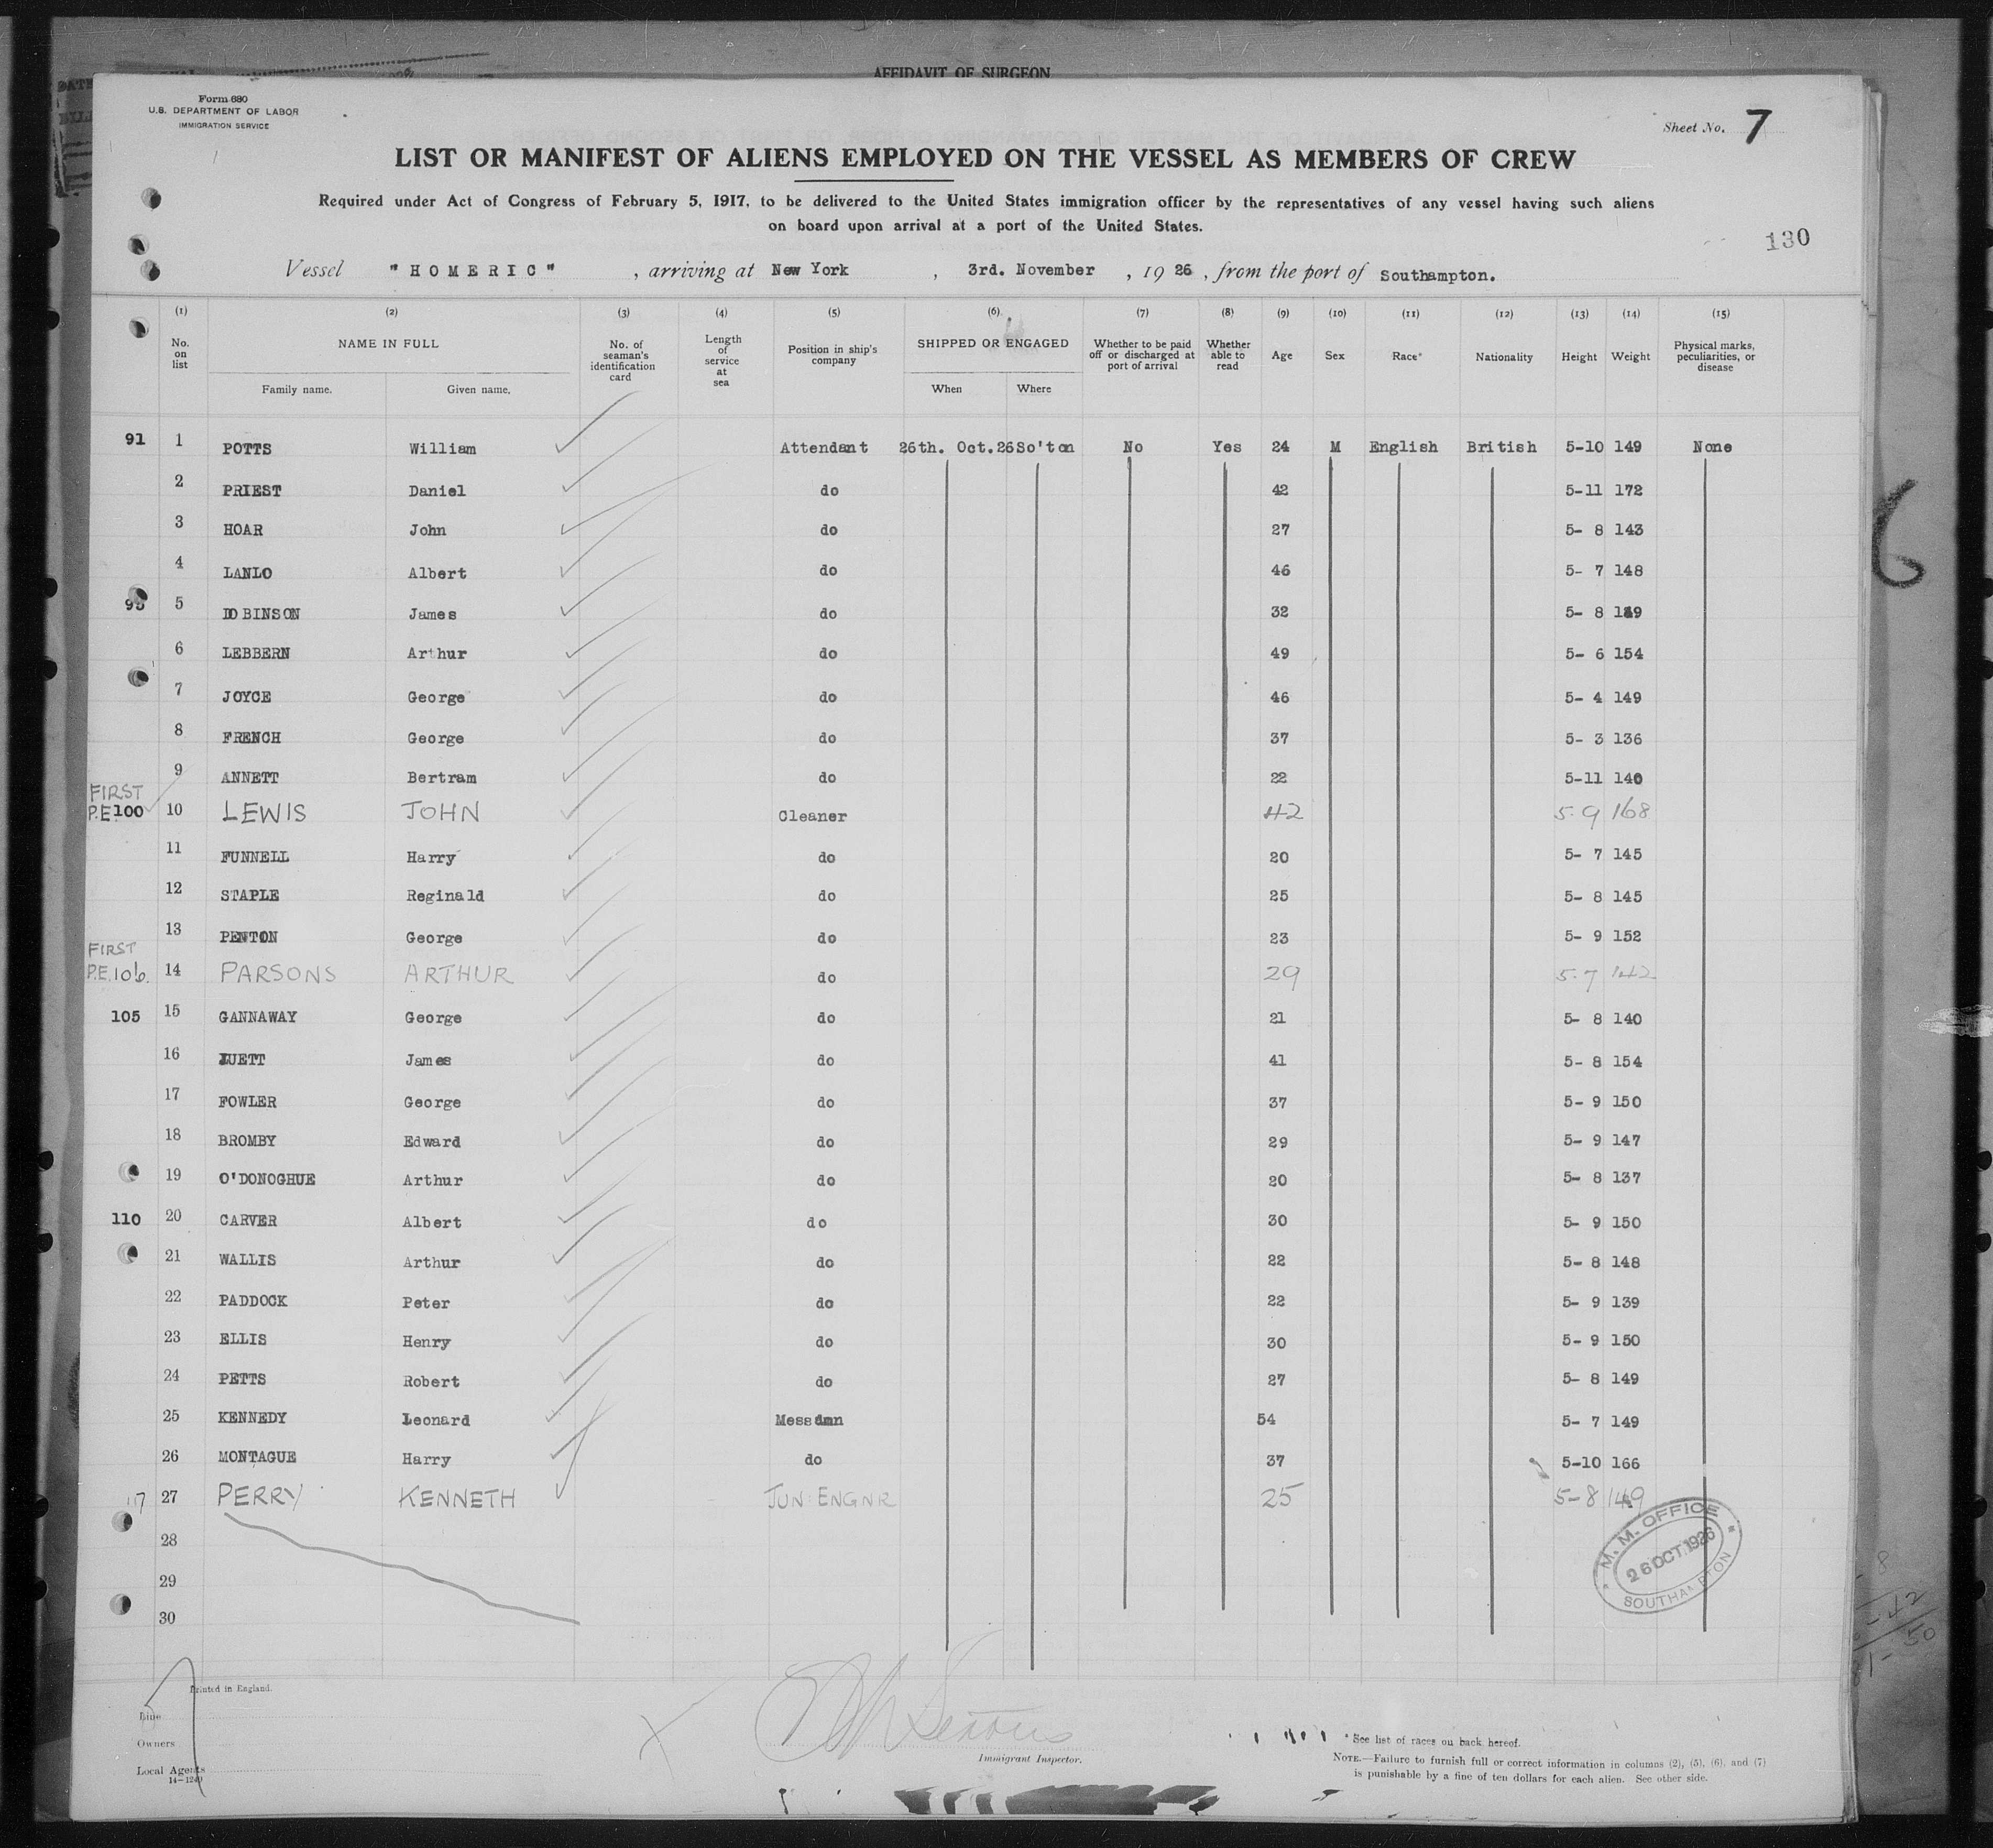 AFFIDAVIT OF SURGEON
Form 680
U.S. DEPARTMENT OF LABOR
IMMIGRATION SERVICE
Sheet No. 7
LIST OR MANIFEST OF ALIENS EMPLOYED ON THE VESSEL AS MEMBERS OF CREW
Required under Act of Congress of February 5, 1917, to be delivered to the United States immigration officer by the representatives of any vessel having such aliens
on board upon arrival at a port of the United States.
130
Vessel "HOMERIC", arriving at New York, 3rd. November, 1926, from the port of Southampton.
(1) (2) (3) (4) (5) (6) (7) (8) (9) (10) (11) (12) (13) (14) (15)
No. on list NAME IN FULL Family name. Given name. No. of seaman's identification card Length of service at sea Position in ship's company SHIPPED OR ENGAGED When Where Whether to be paid off or discharged at port of arrival Whether able to read Age Sex Race* Nationality Height Weight Physical marks, peculiarities, or disease
91 1 POTTS William Attendant 26th. Oct.26 So'ton No Yes 24 M English British 5-10 149 None
2 PRIEST Daniel do 42 5-11 172
3 HOAR John do 27 5- 8 143
4 LANLO Albert do 46 5- 7 148
95 5 DOBINSON James do 32 5- 8
6 LEBBERN Arthur do 49 5- 6 154
7 JOYCE George do 46 5- 4 149
8 FRENCH George do 37 5- 3 136
9 ANNETT Bertram do 22 5-11 140
FIRST
P.E. 100 10 LEWIS JOHN Cleaner 42 5.9 168
11 FUNNELL Harry do 20 5- 7 145
12 STAPLE Reginald do 25 5- 8 145
13 PENTON George do 23 5- 9 152
FIRST
P.E. 106. 14 PARSONS ARTHUR do 29 5.7 142
105 15 GANNAWAY George do 21 5- 8 140
16 LUETT James do 41 5- 8 154
17 FOWLER George do 37 5- 9 150
18 BROMBY Edward do 29 5- 9 147
19 O'DONOGHUE Arthur do 20 5- 8 137
110 20 CARVER Albert do 30 5- 9 150
21 WALLIS Arthur do 22 5- 8 148
22 PADDOCK Peter do 22 5- 9 139
23 ELLIS Henry do 30 5- 9 150
24 PETTS Robert do 27 5- 8 149
25 KENNEDY Leonard 54 5- 7 149
26 MONTAGUE Harry do 37 5-10 166
117 27 PERRY KENNETH JUN: ENGNR 25 5-8 149
28
29
30
M. M. OFFICE
26 OCT.1926
SOUTHAMPTON
Printed in England.
Line
Owners
Local Agents
14-1240
Immigrant Inspector.
* See list of races on back hereof.
NOTE.—Failure to furnish full or correct information in columns (2), (5), (6), and (7)
is punishable by a fine of ten dollars for each alien. See other side.
6